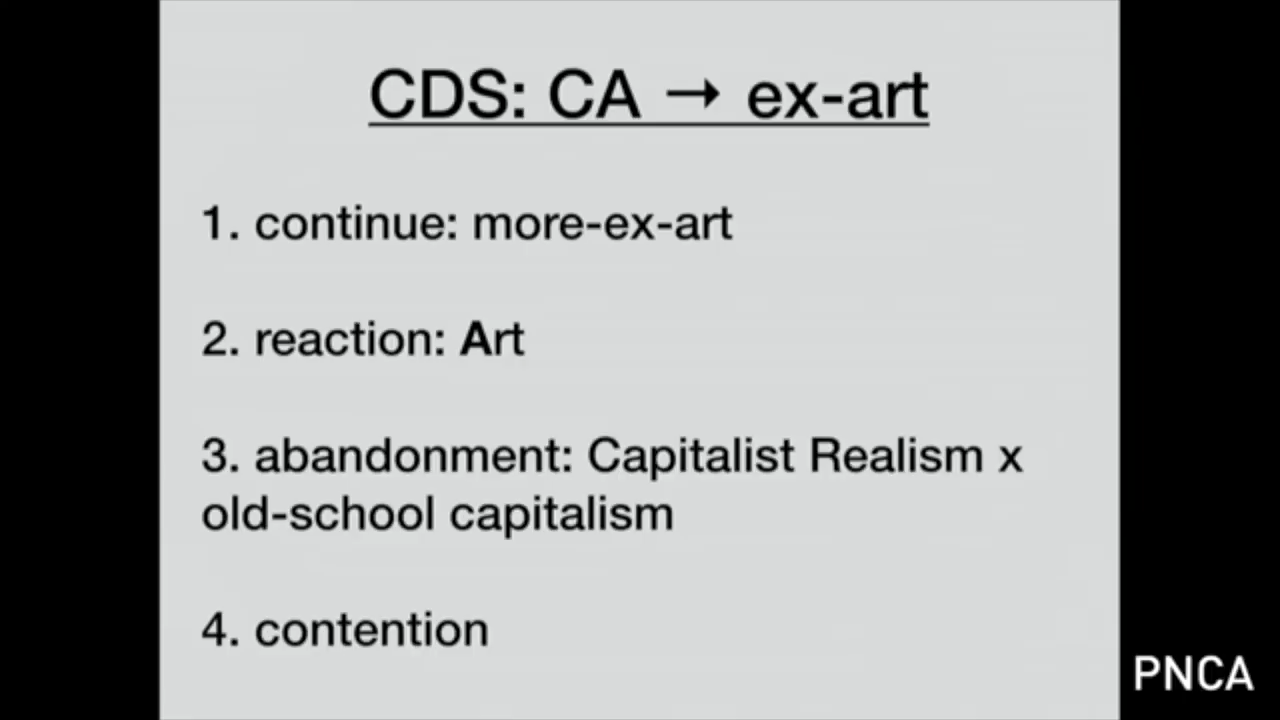 CDS: CA → ex-art
1. continue: more-ex-art
2. reaction: Art
3. abandonment: Capitalist Realism x
old-school capitalism
4. contention
PNCA